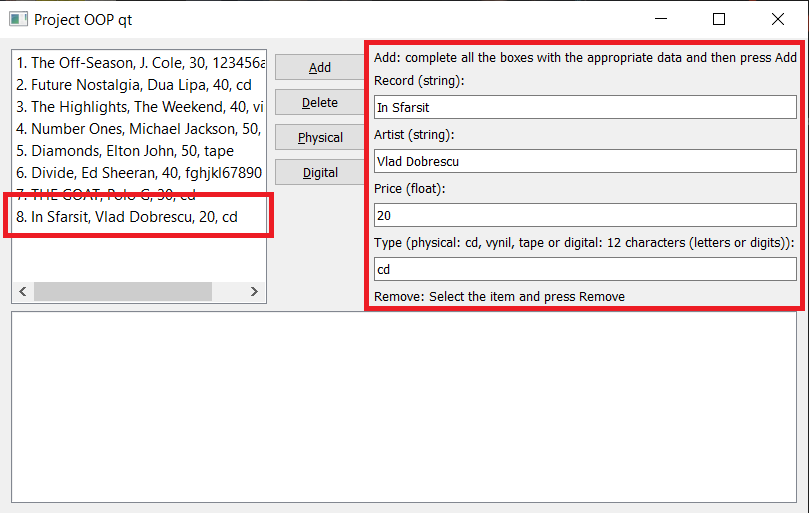 Project OOP qt
1. The Off-Season, J. Cole, 30, 123456a
2. Future Nostalgia, Dua Lipa, 40, cd
3. The Highlights, The Weekend, 40, vi
4. Number Ones, Michael Jackson, 50,
5. Diamonds, Elton John, 50, tape
6. Divide, Ed Sheeran, 40, fghjkl67890
7. THE GOAT, Polo G, 30, cd
8. In Sfarsit, Vlad Dobrescu, 20, cd
Add
Delete
Physical
Digital
Add: complete all the boxes with the appropriate data and then press Add
Record (string):
In Sfarsit
Artist (string):
Vlad Dobrescu
Price (float):
20
Type (physical: cd, vynil, tape or digital: 12 characters (letters or digits)):
cd
Remove: Select the item and press Remove